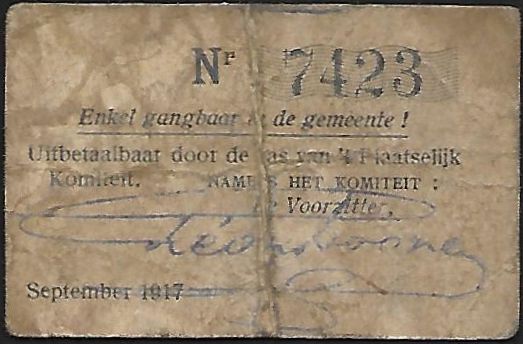 Nr 7423
Enkel gangbaar in de gemeente !
Uitbetaalbaar door de kas van 't Plaatselijk
Komiteit. NAMENS HET KOMITEIT :
De Voorzitter,
September 1917